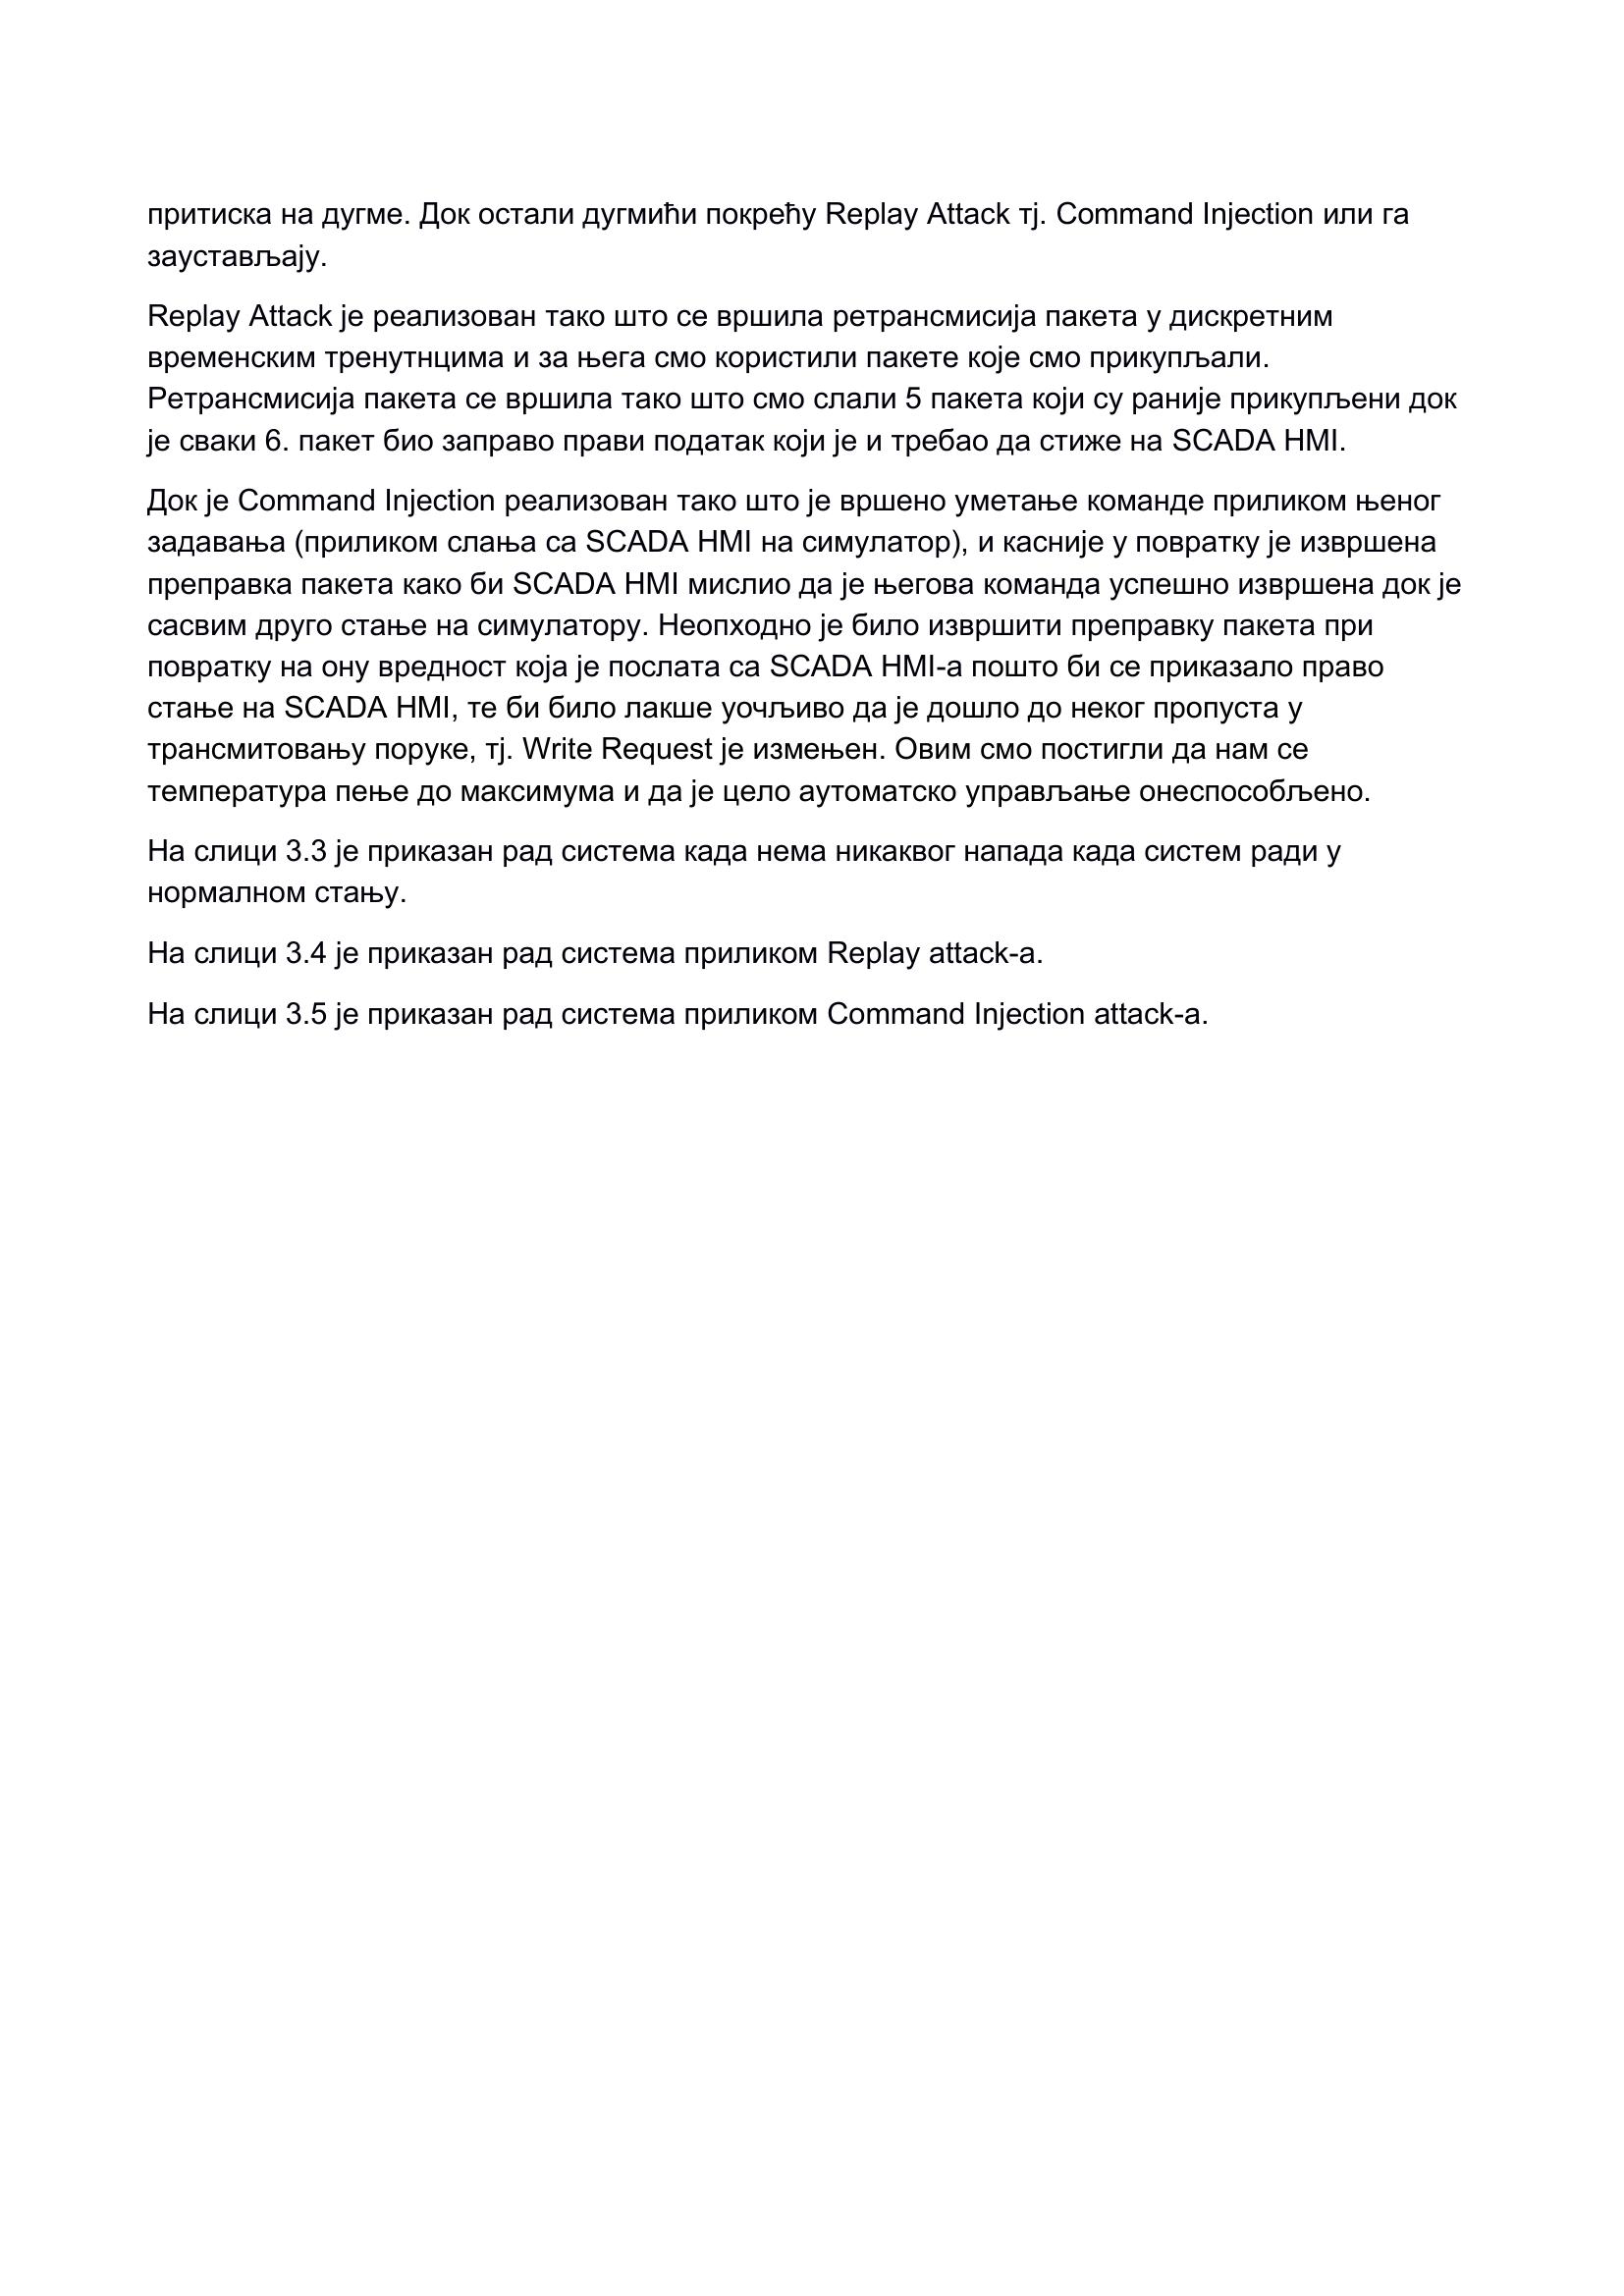 притиска на дугме. Док остали дугмићи покрећу Replay Attack тј. Command Injection или га
заустављају.
Replay Attack је реализован тако што се вршила ретрансмисија пакета у дискретним
временским тренутнцима и за њега смо користили пакете које смо прикупљали.
Ретрансмисија пакета се вршила тако што смо слали 5 пакета који су раније прикупљени док
је сваки 6. пакет био заправо прави податак који је и требао да стиже на SCADA HMI.
Док је Command Injection реализован тако што је вршено уметање команде приликом њеног
задавања (приликом слања са SCADA HMI на симулатор), и касније у повратку је извршена
преправка пакета како би SCADA HMI мислио да је његова команда успешно извршена док је
сасвим друго стање на симулатору. Неопходно је било извршити преправку пакета при
повратку на ону вредност која је послата са SCADA HMI-а пошто би се приказало право
стање на SCADA HMI, те би било лакше уочљиво да је дошло до неког пропуста у
трансмитовању поруке, тј. Write Request је измењен. Овим смо постигли да нам се
температура пење до максимума и да је цело аутоматско управљање онеспособљено.
На слици 3.3 је приказан рад система када нема никаквог напада када систем ради у
нормалном стању.
На слици 3.4 је приказан рад система приликом Replay attack-а.
На слици 3.5 је приказан рад система приликом Command Injection attack-а.